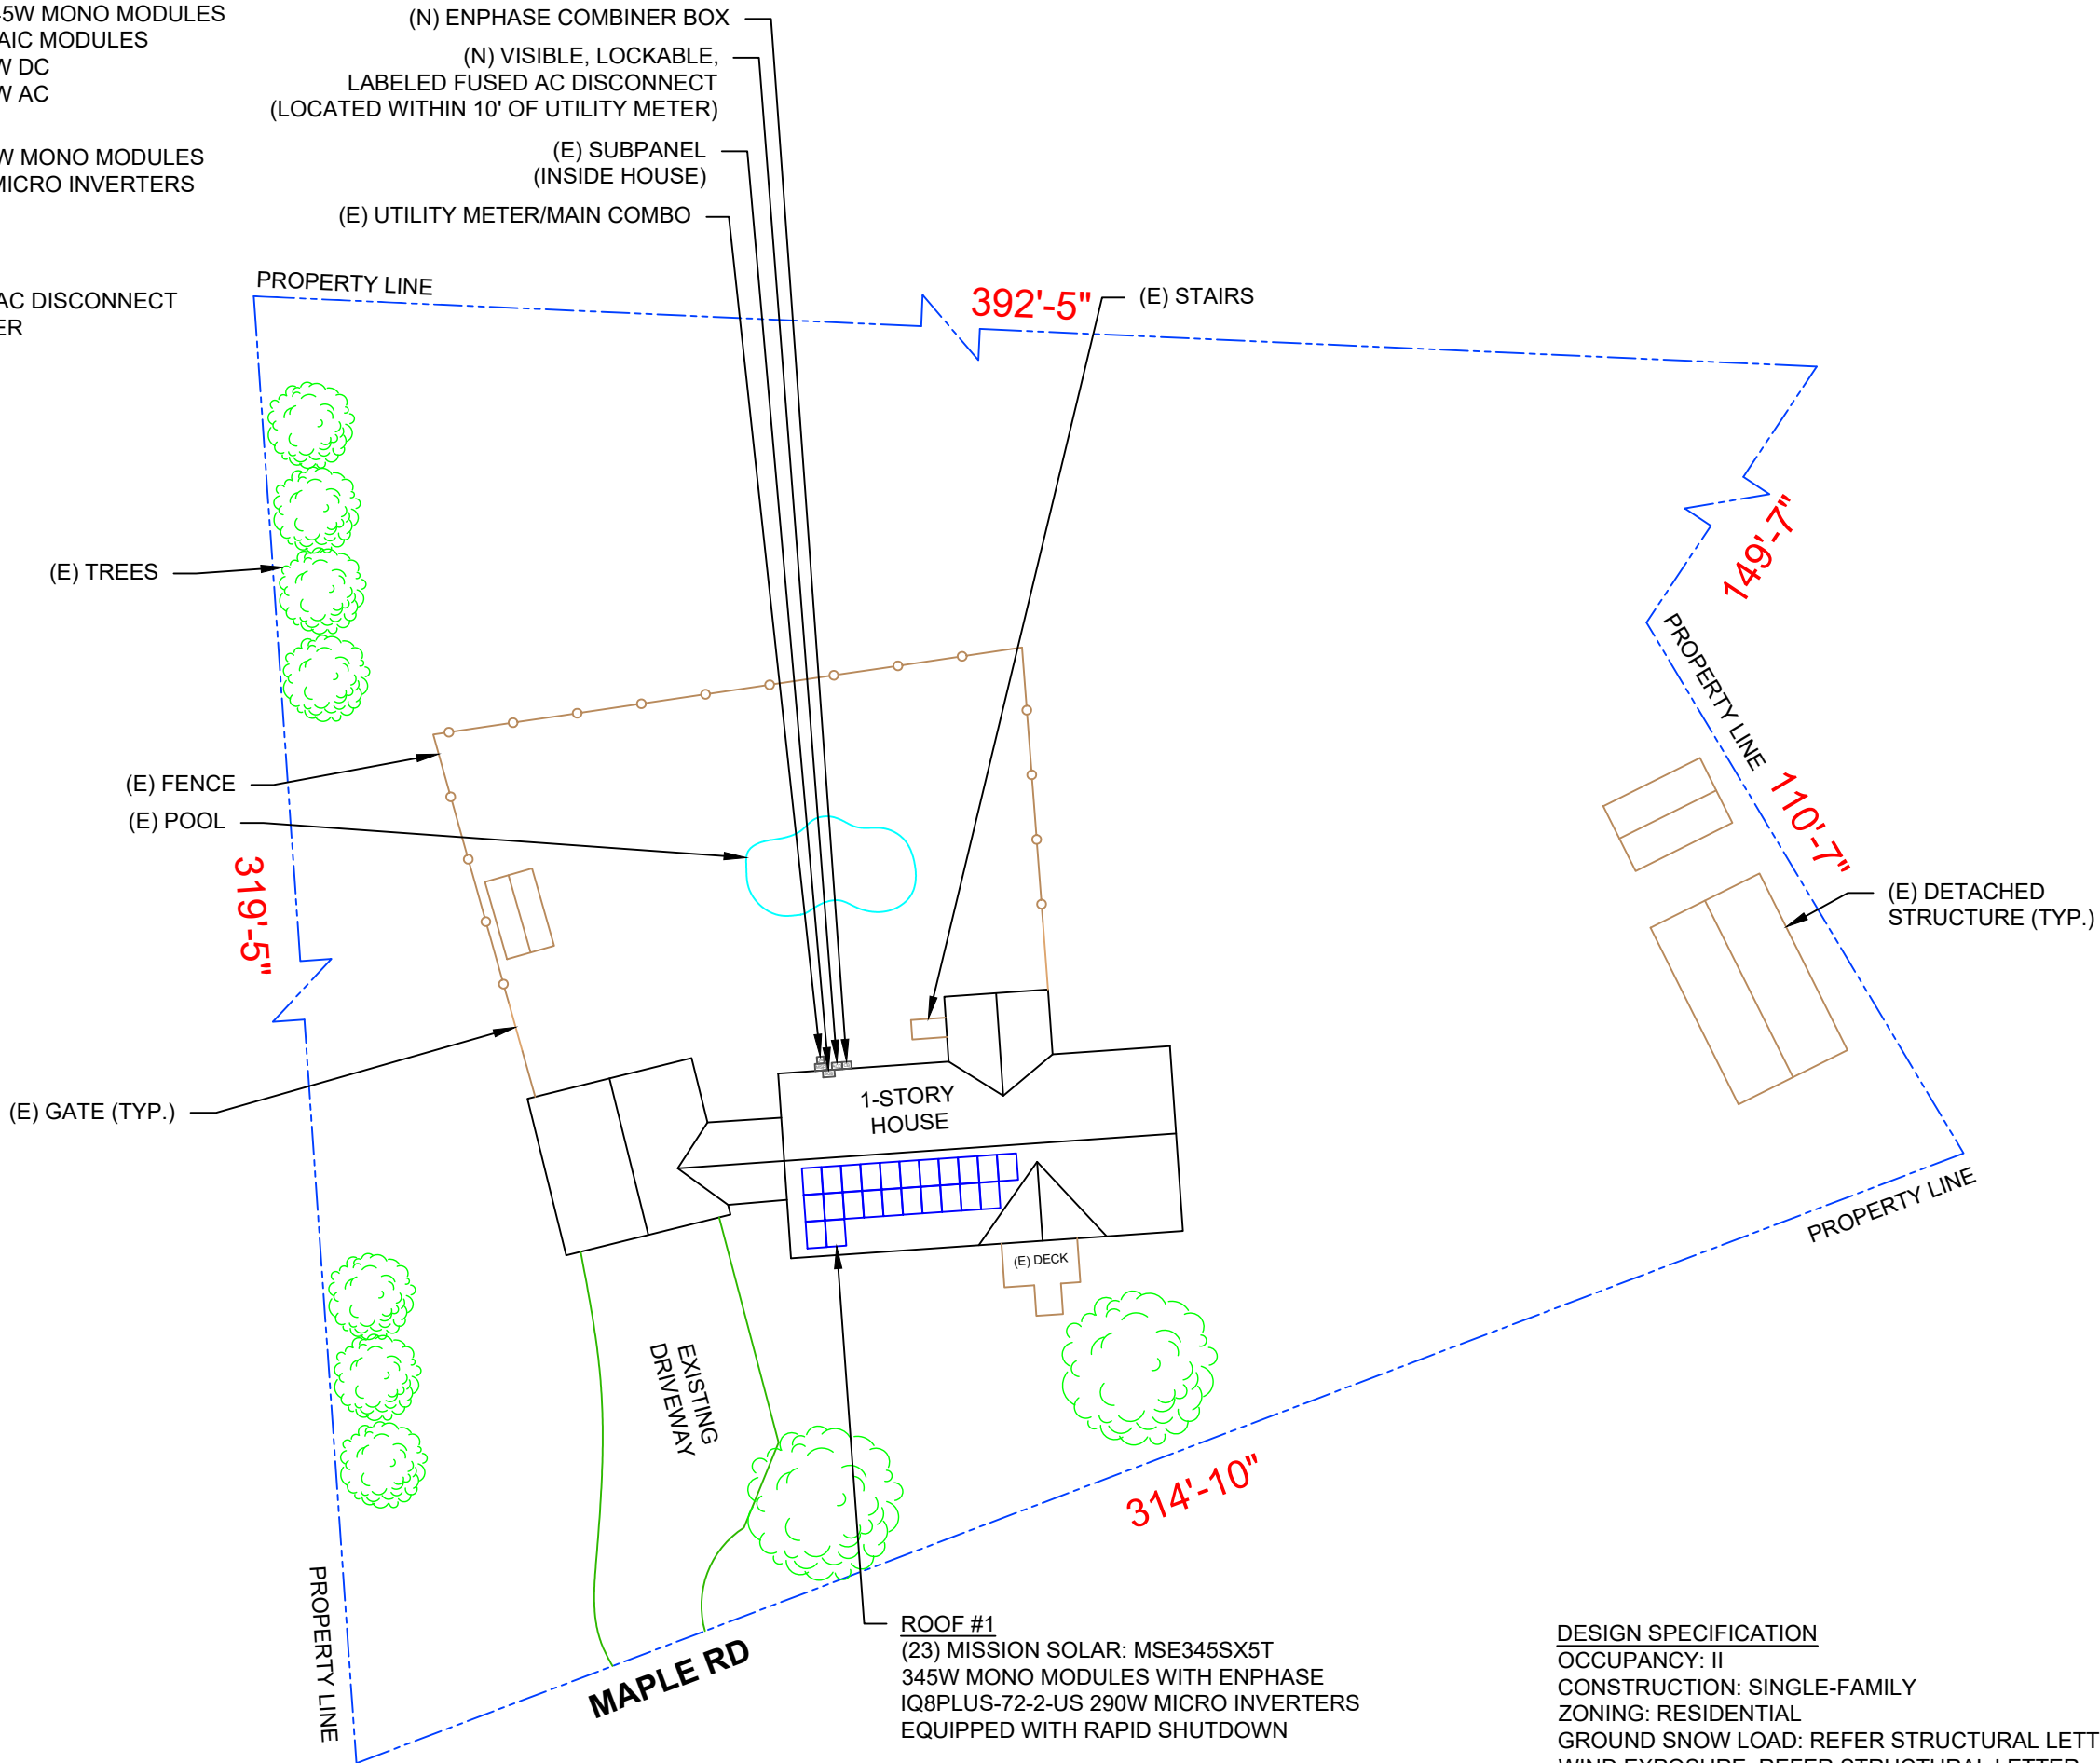 5W MONO MODULES
AIC MODULES
W DC
W AC
W MONO MODULES
MICRO INVERTERS
AC DISCONNECT
ER
(N) ENPHASE COMBINER BOX
(N) VISIBLE, LOCKABLE,
LABELED FUSED AC DISCONNECT
(LOCATED WITHIN 10' OF UTILITY METER)
(E) SUBPANEL
(INSIDE HOUSE)
(E) UTILITY METER/MAIN COMBO
PROPERTY LINE
392'-5"
(E) STAIRS
149'-7"
(E) TREES
PROPERTY LINE
110'-7"
(E) FENCE
(E) POOL
319'-5"
(E) DETACHED
STRUCTURE (TYP.)
(E) GATE (TYP.)
1-STORY
HOUSE
PROPERTY LINE
(E) DECK
EXISTING
DRIVEWAY
314'-10"
PROPERTY LINE
MAPLE RD
ROOF #1
(23) MISSION SOLAR: MSE345SX5T
345W MONO MODULES WITH ENPHASE
IQ8PLUS-72-2-US 290W MICRO INVERTERS
EQUIPPED WITH RAPID SHUTDOWN
DESIGN SPECIFICATION
OCCUPANCY: II
CONSTRUCTION: SINGLE-FAMILY
ZONING: RESIDENTIAL
GROUND SNOW LOAD: REFER STRUCTURAL LETT
WIND EXPOSURE: REFER STRUCTURAL LETTER